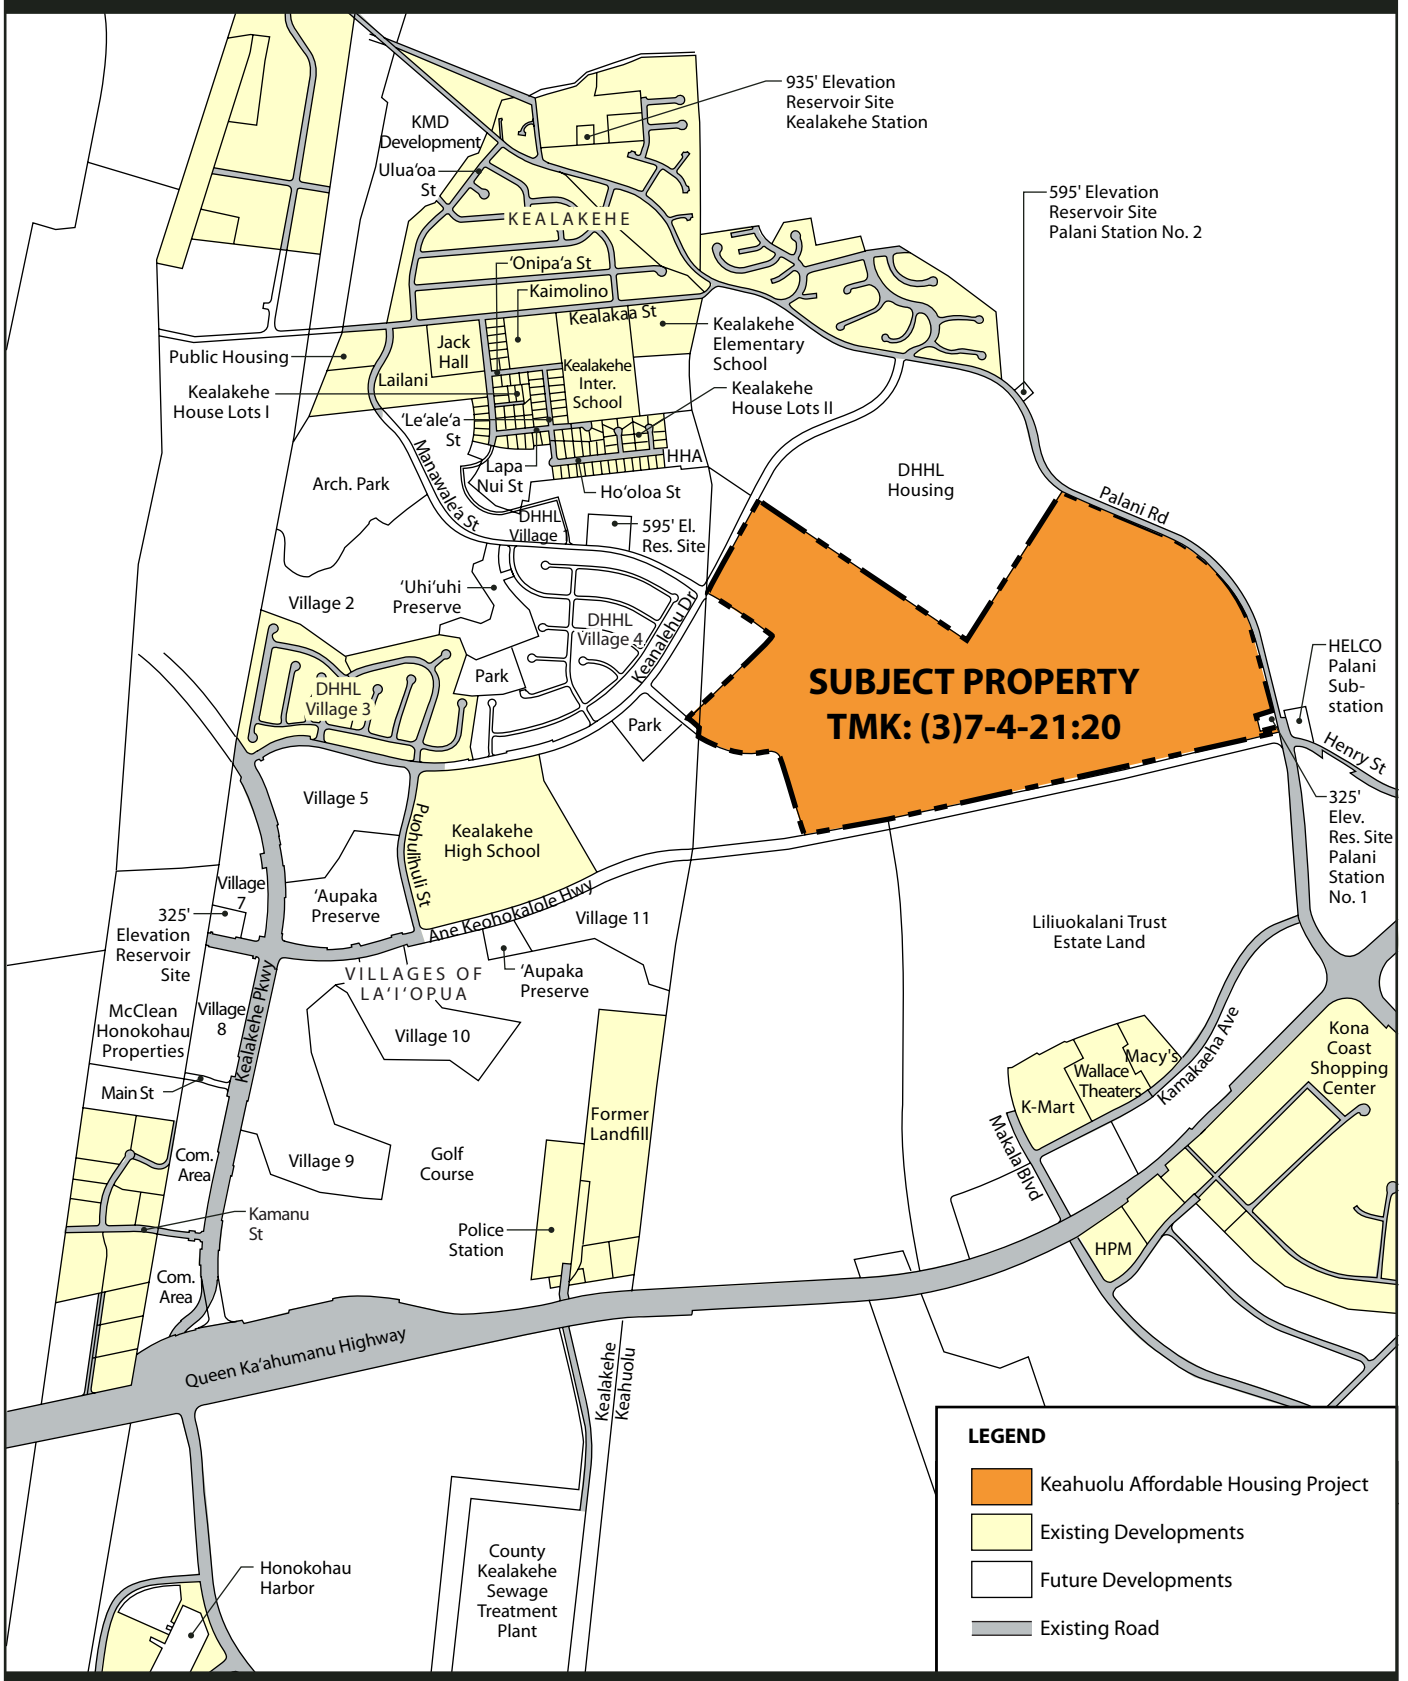 935' Elevation
Reservoir Site
Kealakehe Station
KMD
Development
Ulua‘oa
St
595' Elevation
Reservoir Site
Palani Station No. 2
KEALAKEHE
‘Onipa‘a St
Kaimolino
Kealakaa St
Kealakehe
Elementary
School
Jack
Hall
Public Housing
Lailani
Kealakehe
Inter.
School
Kealakehe
House Lots I
Kealakehe
House Lots II
‘Le‘ale‘a
St
Manawale‘a St
Lapa
Nui St
HHA
Ho‘oloa St
Arch. Park
DHHL
Housing
Palani Rd
DHHL
Village 1
595' El.
Res. Site
‘Uhi‘uhi
Preserve
Village 2
DHHL
Village 4
Keanalehu Dr
Park
DHHL
Village 3
Park
SUBJECT PROPERTY
TMK: (3)7-4-21:20
HELCO
Palani
Sub-
station
Henry St
Village 5
Puohulihuli St
Kealakehe
High School
325'
Elev.
Res. Site
Palani
Station
No. 1
Village
7
‘Aupaka
Preserve
Ane Keohokalole Hwy
Village 11
325'
Elevation
Reservoir
Site
Liliuokalani Trust
Estate Land
VILLAGES OF
LA‘I‘OPUA
‘Aupaka
Preserve
McClean
Honokohau
Properties
Village
8
Kealakehe Pkwy
Village 10
Kona
Coast
Shopping
Center
Macy's
Wallace
Theaters
K-Mart
Kamakaeha Ave
Main St
Former
Landfill
Makala Blvd
Com.
Area
Village 9
Golf
Course
Kamanu
St
Police
Station
HPM
Com.
Area
Queen Ka‘ahumanu Highway
Kealakehe
Keahuolu
Honokohau
Harbor
County
Kealakehe
Sewage
Treatment
Plant
LEGEND
Keahuolu Affordable Housing Project
Existing Developments
Future Developments
Existing Road